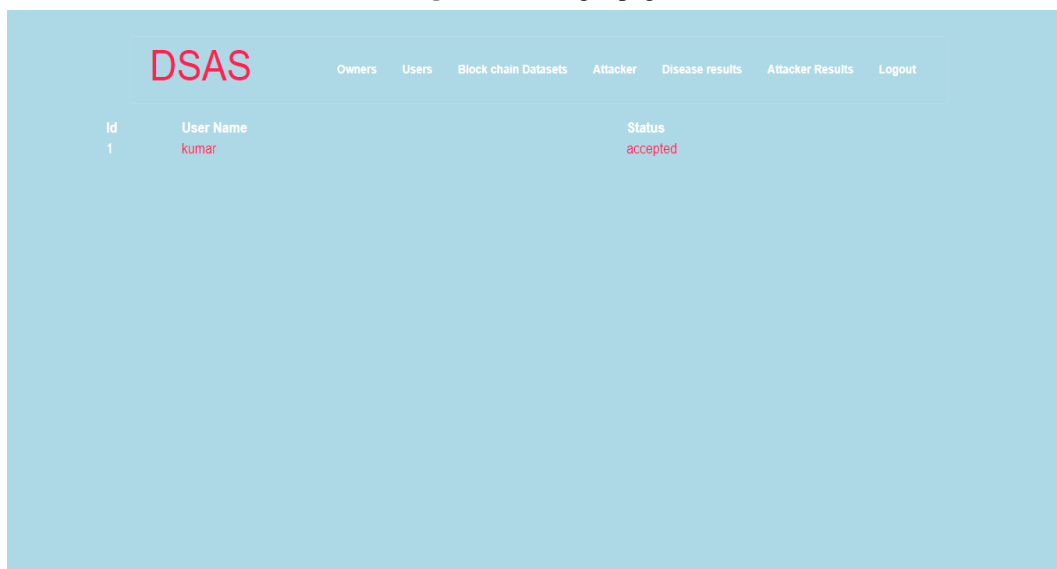 DSAS Owners Users Block chain Datasets Attacker Disease results Attacker Results Logout
Id User Name Status
1 kumar accepted